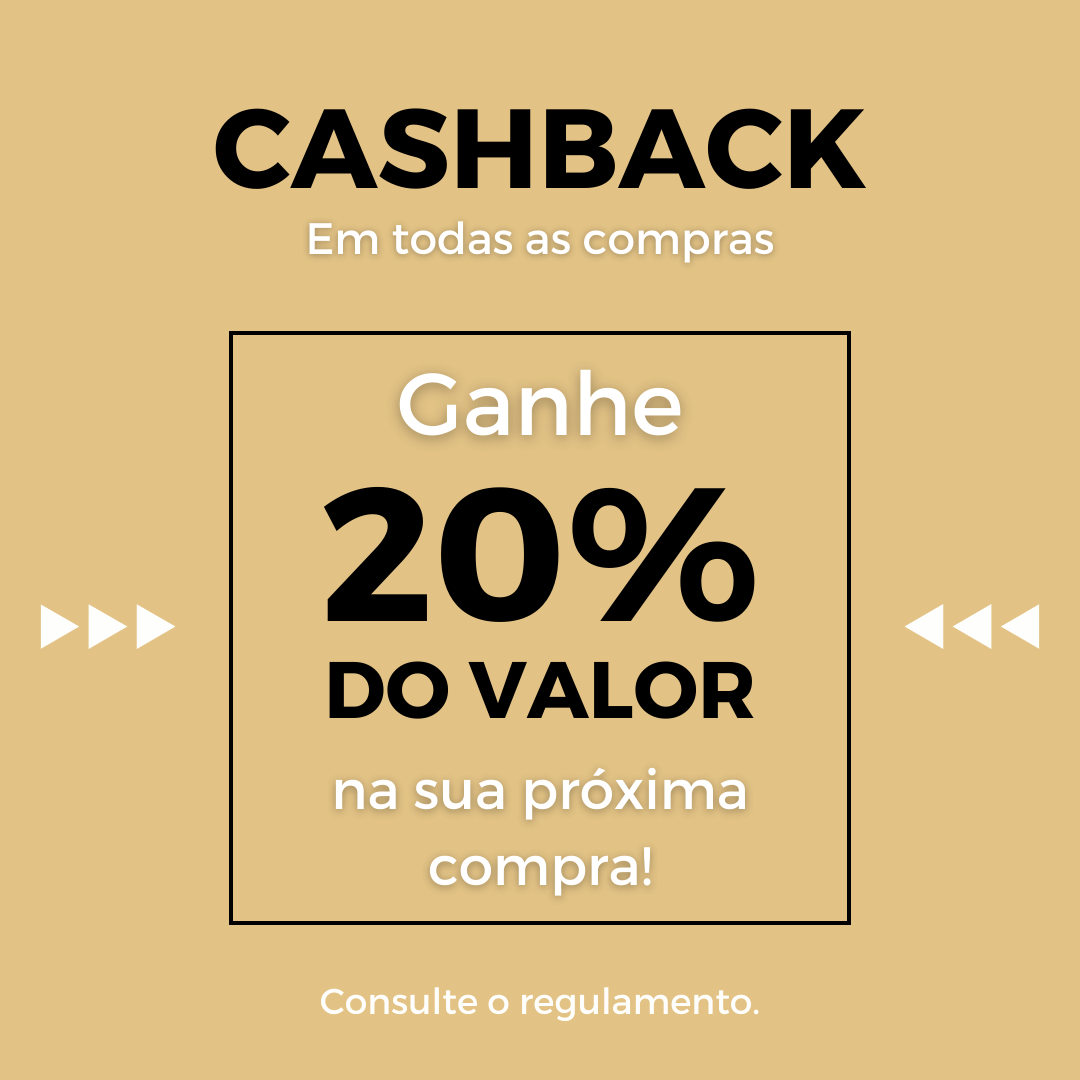 CASHBACK
Em todas as compras
Ganhe
20%
DO VALOR
na sua próxima
compra!
Consulte o regulamento.